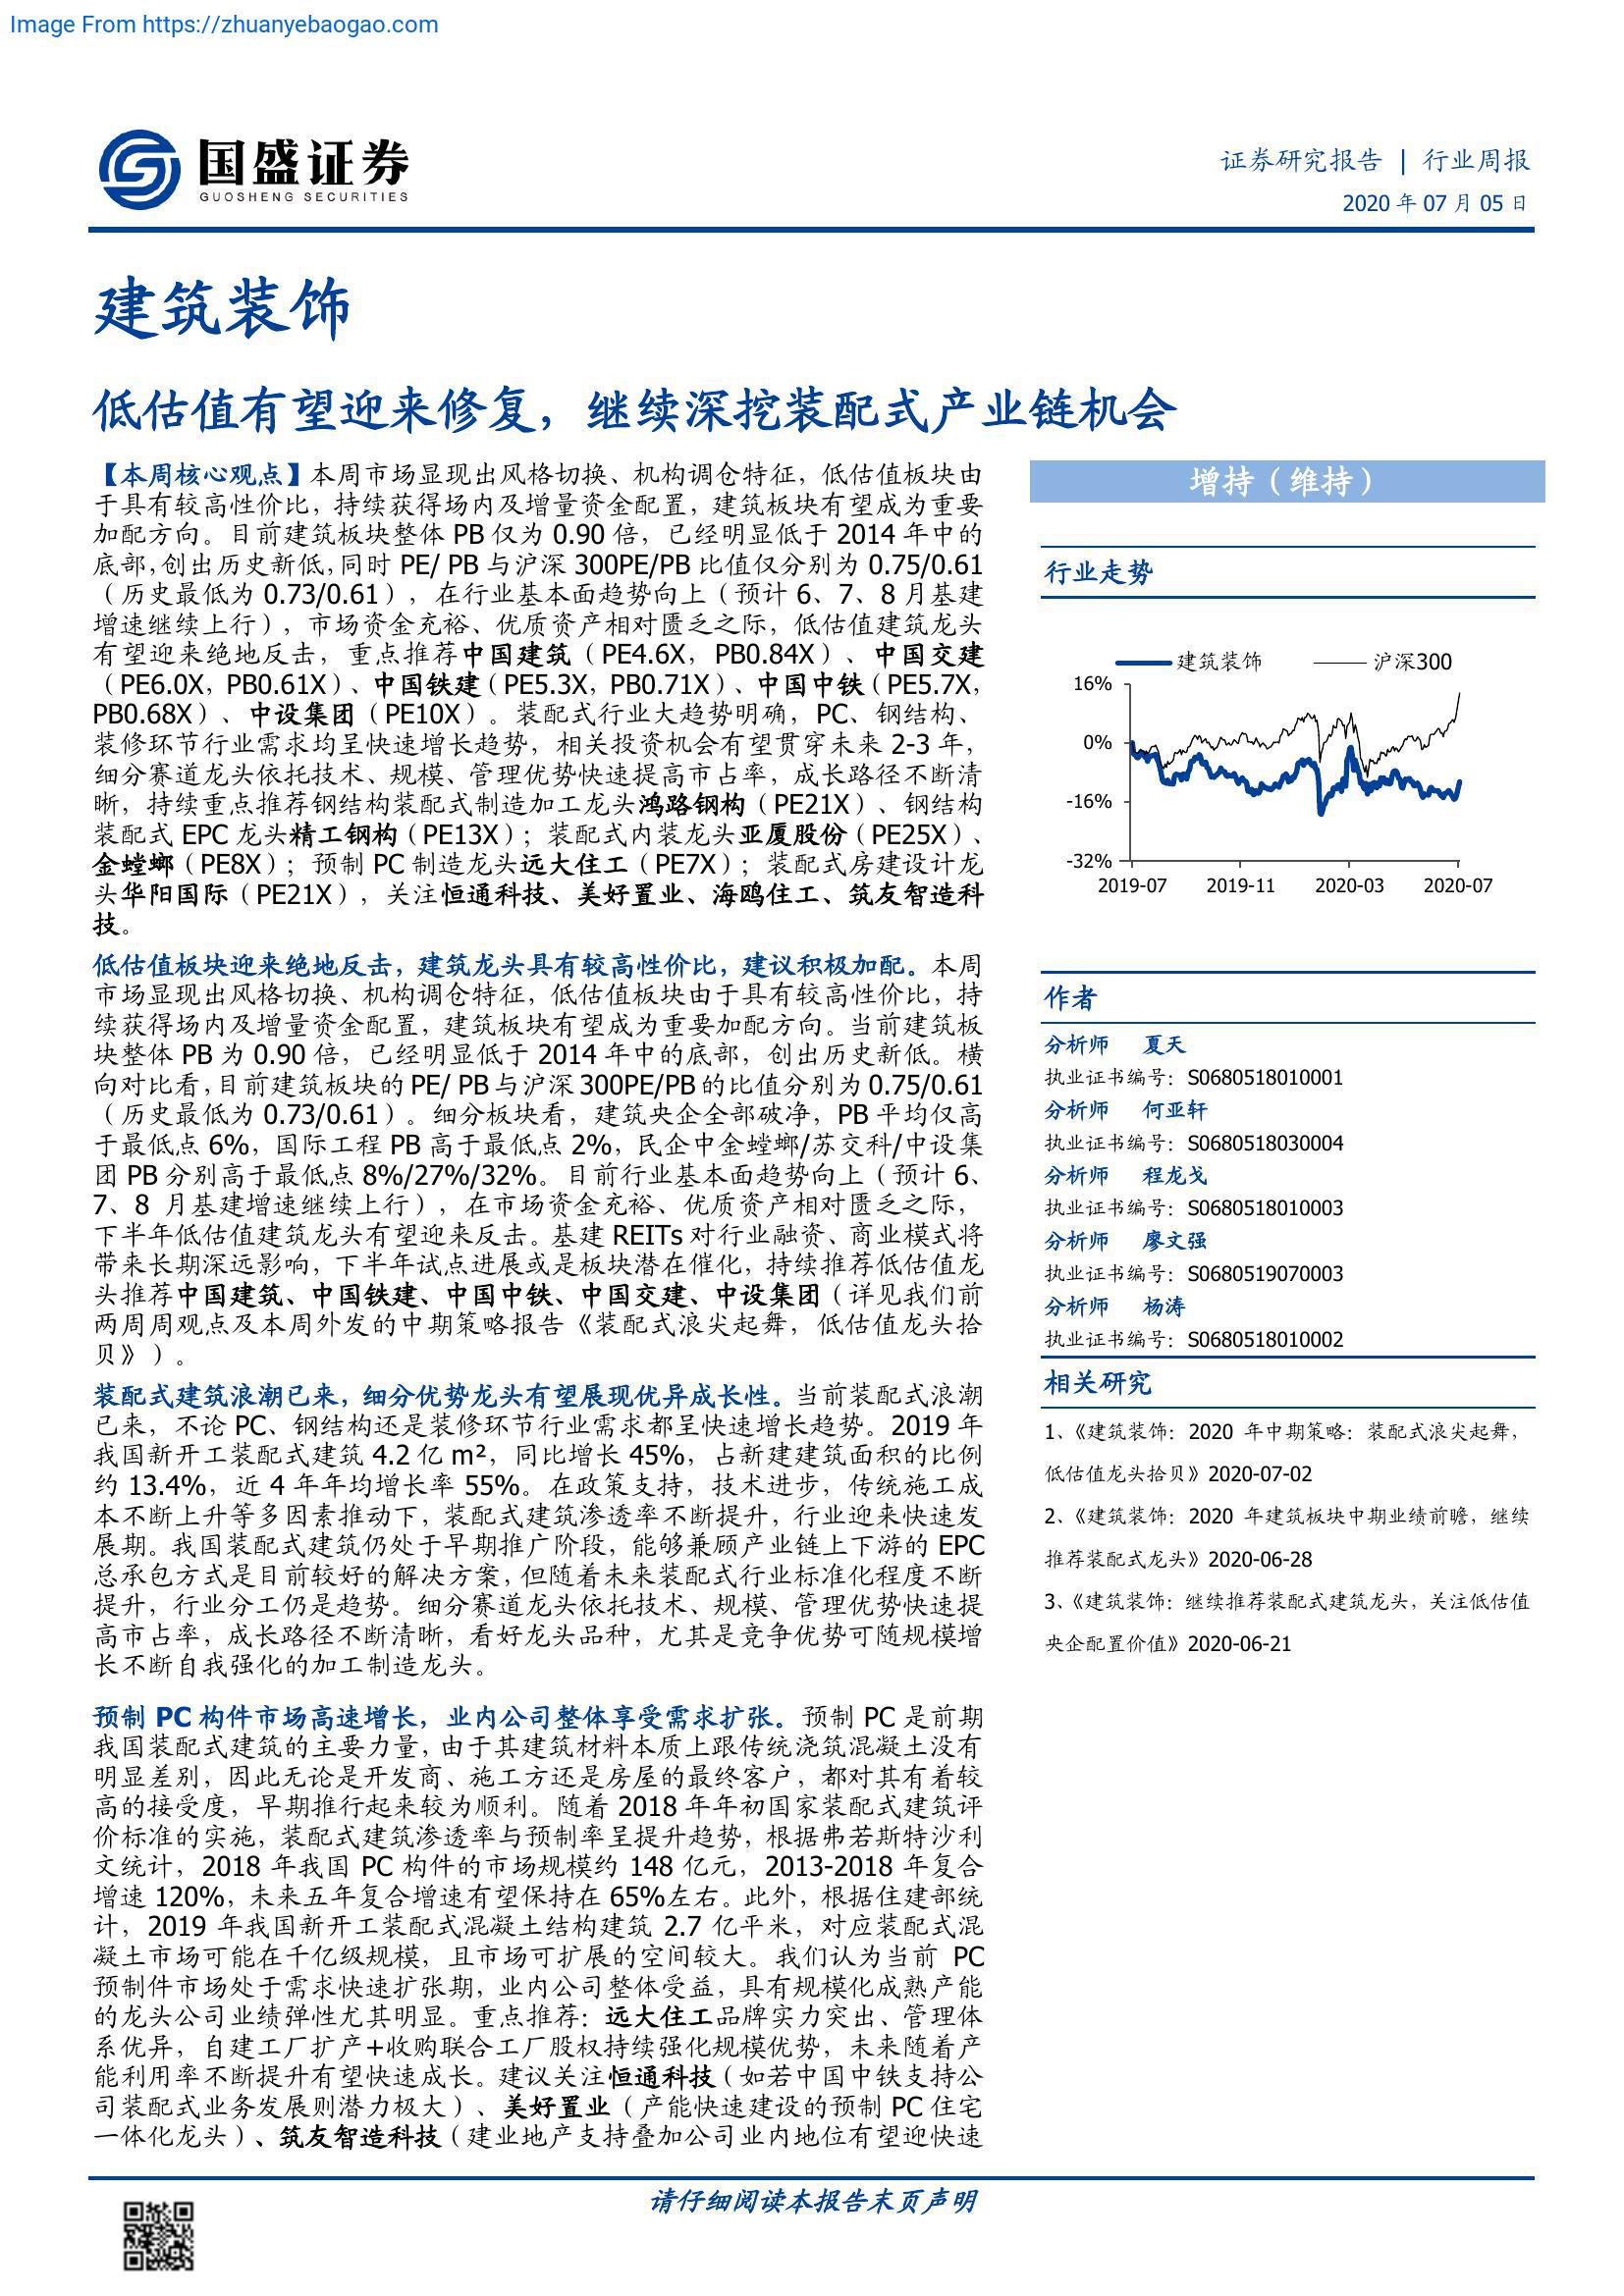 Image From https://zhuanyebaogao.com
国盛证券
GUOSHENG SECURITIES
证券研究报告 | 行业周报
2020 年 07 月 05 日
建筑装饰
低估值有望迎来修复，继续深挖装配式产业链机会
【本周核心观点】本周市场显现出风格切换、机构调仓特征，低估值板块由
于具有较高性价比，持续获得场内及增量资金配置，建筑板块有望成为重要
加配方向。目前建筑板块整体 PB 仅为 0.90 倍，已经明显低于 2014 年中的
底部，创出历史新低，同时 PE/ PB 与沪深 300PE/PB 比值仅分别为 0.75/0.61
（历史最低为 0.73/0.61），在行业基本面趋势向上（预计 6、7、8 月基建
增速继续上行），市场资金充裕、优质资产相对匮乏之际，低估值建筑龙头
有望迎来绝地反击，重点推荐中国建筑（PE4.6X，PB0.84X）、中国交建
（PE6.0X，PB0.61X）、中国铁建（PE5.3X，PB0.71X）、中国中铁（PE5.7X，
PB0.68X）、中设集团（PE10X）。装配式行业大趋势明确，PC、钢结构、
装修环节行业需求均呈快速增长趋势，相关投资机会有望贯穿未来 2-3 年，
细分赛道龙头依托技术、规模、管理优势快速提高市占率，成长路径不断清
晰，持续重点推荐钢结构装配式制造加工龙头鸿路钢构（PE21X）、钢结构
装配式 EPC 龙头精工钢构（PE13X）；装配式内装龙头亚厦股份（PE25X）、
金螳螂（PE8X）；预制 PC 制造龙头远大住工（PE7X）；装配式房建设计龙
头华阳国际（PE21X），关注恒通科技、美好置业、海鸥住工、筑友智造科
技。
低估值板块迎来绝地反击，建筑龙头具有较高性价比，建议积极加配。本周
市场显现出风格切换、机构调仓特征，低估值板块由于具有较高性价比，持
续获得场内及增量资金配置，建筑板块有望成为重要加配方向。当前建筑板
块整体 PB 为 0.90 倍，已经明显低于 2014 年中的底部，创出历史新低。横
向对比看，目前建筑板块的 PE/ PB 与沪深 300PE/PB 的比值分别为 0.75/0.61
（历史最低为 0.73/0.61）。细分板块看，建筑央企全部破净，PB 平均仅高
于最低点 6%，国际工程 PB 高于最低点 2%，民企中金螳螂/苏交科/中设集
团 PB 分别高于最低点 8%/27%/32%。目前行业基本面趋势向上（预计 6、
7、8 月基建增速继续上行），在市场资金充裕、优质资产相对匮乏之际，
下半年低估值建筑龙头有望迎来反击。基建 REITs 对行业融资、商业模式将
带来长期深远影响，下半年试点进展或是板块潜在催化，持续推荐低估值龙
头推荐中国建筑、中国铁建、中国中铁、中国交建、中设集团（详见我们前
两周周观点及本周外发的中期策略报告《装配式浪尖起舞，低估值龙头拾
贝》）。
装配式建筑浪潮已来，细分优势龙头有望展现优异成长性。当前装配式浪潮
已来，不论 PC、钢结构还是装修环节行业需求都呈快速增长趋势。2019 年
我国新开工装配式建筑 4.2 亿 m²，同比增长 45%，占新建建筑面积的比例
约 13.4%，近 4 年年均增长率 55%。在政策支持，技术进步，传统施工成
本不断上升等多因素推动下，装配式建筑渗透率不断提升，行业迎来快速发
展期。我国装配式建筑仍处于早期推广阶段，能够兼顾产业链上下游的 EPC
总承包方式是目前较好的解决方案，但随着未来装配式行业标准化程度不断
提升，行业分工仍是趋势。细分赛道龙头依托技术、规模、管理优势快速提
高市占率，成长路径不断清晰，看好龙头品种，尤其是竞争优势可随规模增
长不断自我强化的加工制造龙头。
预制 PC 构件市场高速增长，业内公司整体享受需求扩张。预制 PC 是前期
我国装配式建筑的主要力量，由于其建筑材料本质上跟传统浇筑混凝土没有
明显差别，因此无论是开发商、施工方还是房屋的最终客户，都对其有着较
高的接受度，早期推行起来较为顺利。随着 2018 年年初国家装配式建筑评
价标准的实施，装配式建筑渗透率与预制率呈提升趋势，根据弗若斯特沙利
文统计，2018 年我国 PC 构件的市场规模约 148 亿元，2013-2018 年复合
增速 120%，未来五年复合增速有望保持在 65%左右。此外，根据住建部统
计，2019 年我国新开工装配式混凝土结构建筑 2.7 亿平米，对应装配式混
凝土市场可能在千亿级规模，且市场可扩展的空间较大。我们认为当前 PC
预制件市场处于需求快速扩张期，业内公司整体受益，具有规模化成熟产能
的龙头公司业绩弹性尤其明显。重点推荐：远大住工品牌实力突出、管理体
系优异，自建工厂扩产+收购联合工厂股权持续强化规模优势，未来随着产
能利用率不断提升有望快速成长。建议关注恒通科技（如若中国中铁支持公
司装配式业务发展则潜力极大）、美好置业（产能快速建设的预制 PC 住宅
一体化龙头）、筑友智造科技（建业地产支持叠加公司业内地位有望迎快速
增持（维持）
行业走势
建筑装饰 沪深300
16%
0%
-16%
-32%
2019-07 2019-11 2020-03 2020-07
作者
分析师 夏天
执业证书编号：S0680518010001
分析师 何亚轩
执业证书编号：S0680518030004
分析师 程龙戈
执业证书编号：S0680518010003
分析师 廖文强
执业证书编号：S0680519070003
分析师 杨涛
执业证书编号：S0680518010002
相关研究
1、《建筑装饰：2020 年中期策略：装配式浪尖起舞，
低估值龙头拾贝》2020-07-02
2、《建筑装饰：2020 年建筑板块中期业绩前瞻，继续
推荐装配式龙头》2020-06-28
3、《建筑装饰：继续推荐装配式建筑龙头，关注低估值
央企配置价值》2020-06-21
请仔细阅读本报告末页声明